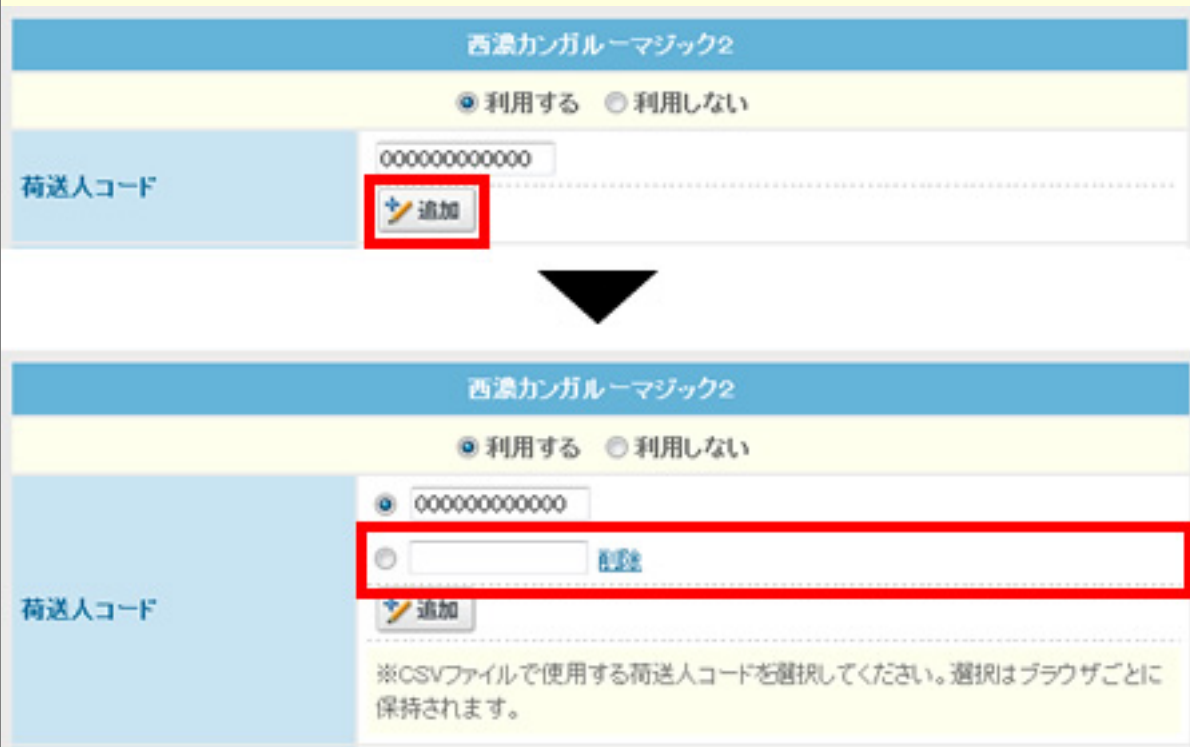 西濃カンガルーマジック2
利用する 利用しない
荷送人コード
000000000000
追加
西濃カンガルーマジック2
利用する 利用しない
荷送人コード
000000000000
削除
追加
※CSVファイルで使用する荷送人コードを選択してください。選択はブラウザごとに
保持されます。